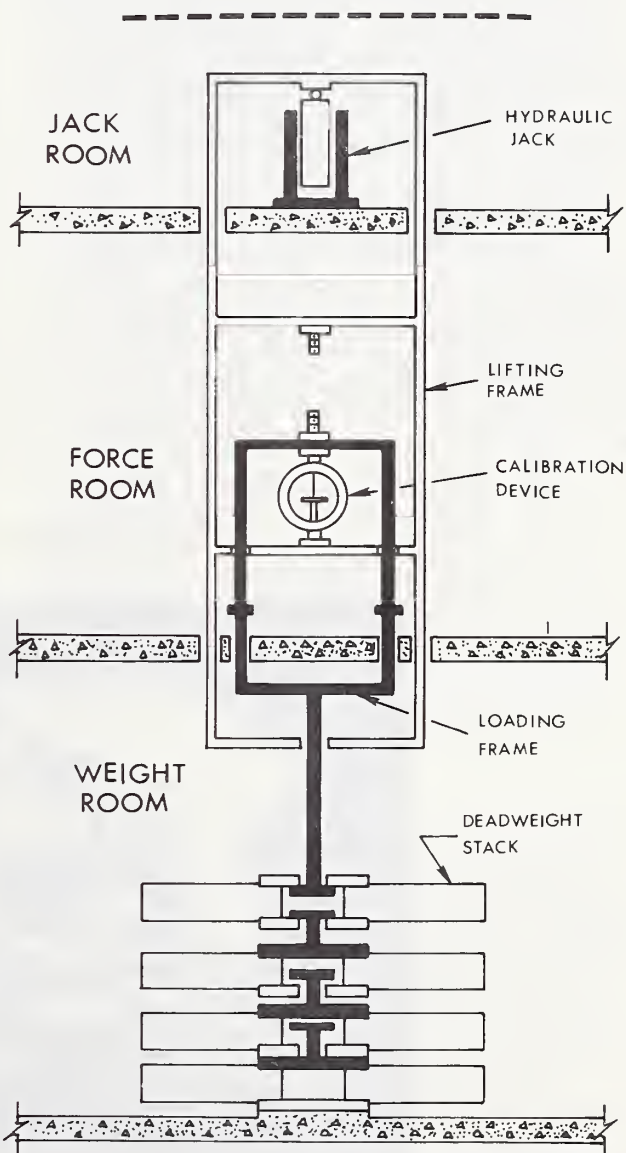 JACK
ROOM
HYDRAULIC
JACK
LIFTING
FRAME
FORCE
ROOM
CALIBRATION
DEVICE
LOADING
FRAME
WEIGHT
ROOM
DEADWEIGHT
STACK